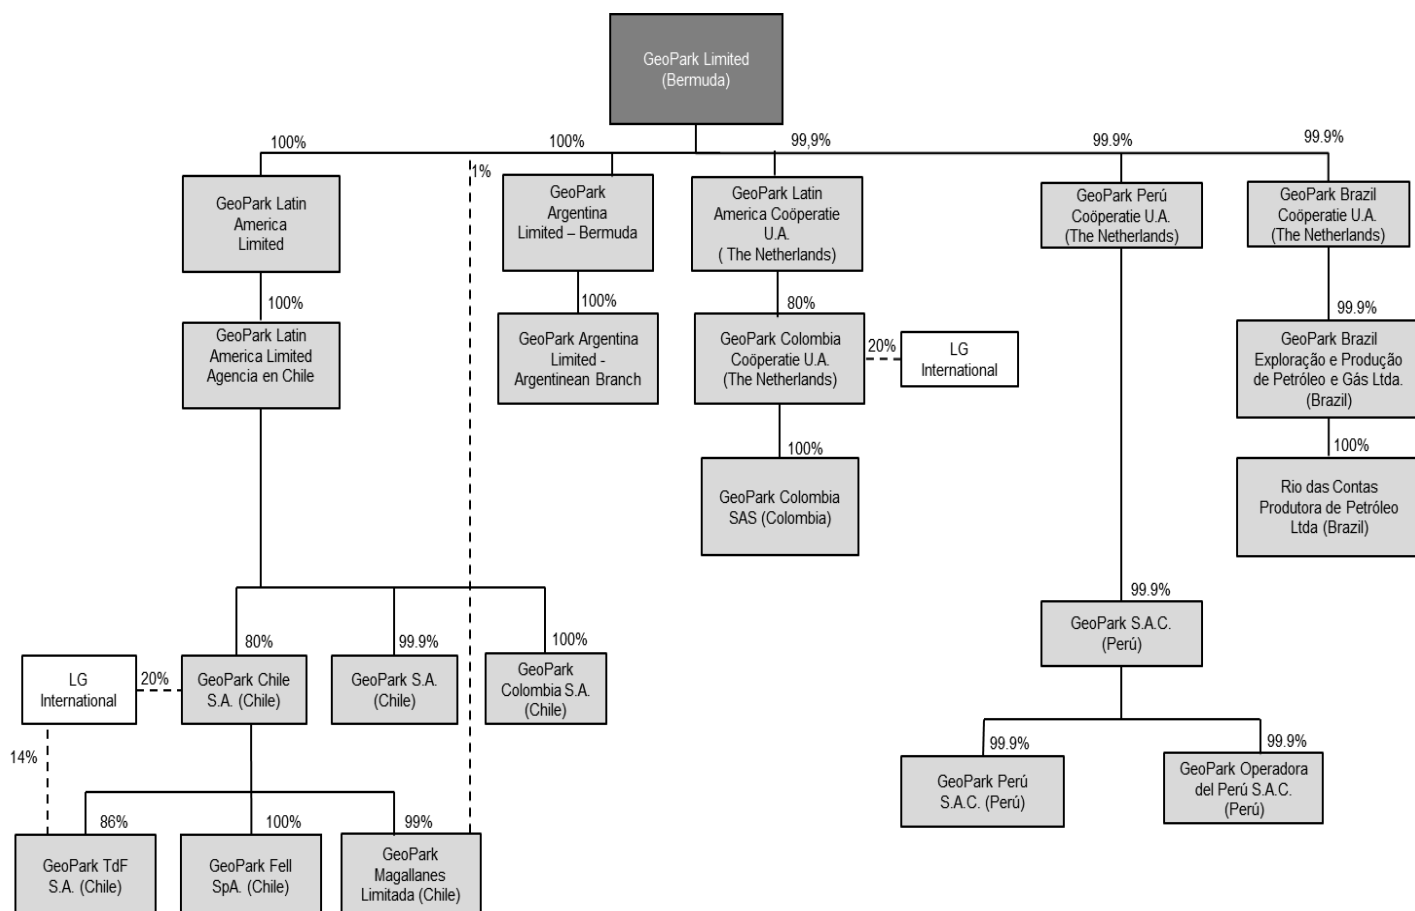 GeoPark Limited
(Bermuda)
100%
100%
99,9%
99.9%
99.9%
1%
GeoPark Latin
America
Limited
GeoPark
Argentina
Limited – Bermuda
GeoPark Latin
America Coöperatie
U.A.
( The Netherlands)
GeoPark Perú
Coöperatie U.A.
(The Netherlands)
GeoPark Brazil
Coöperatie U.A.
(The Netherlands)
100%
100%
80%
99.9%
GeoPark Latin
America Limited
Agencia en Chile
GeoPark Argentina
Limited -
Argentinean Branch
GeoPark Colombia
Coöperatie U.A.
(The Netherlands)
20%
LG
International
GeoPark Brazil
Exploração e Produção
de Petróleo e Gás Ltda.
(Brazil)
100%
100%
GeoPark Colombia
SAS (Colombia)
Rio das Contas
Produtora de Petróleo
Ltda (Brazil)
99.9%
GeoPark S.A.C.
(Perú)
80%
99.9%
100%
LG
International
20%
GeoPark Chile
S.A. (Chile)
GeoPark S.A.
(Chile)
GeoPark
Colombia S.A.
(Chile)
14%
99.9%
99.9%
GeoPark Perú
S.A.C. (Perú)
GeoPark Operadora
del Perú S.A.C.
(Perú)
86%
100%
99%
GeoPark TdF
S.A. (Chile)
GeoPark Fell
SpA. (Chile)
GeoPark
Magallanes
Limitada (Chile)